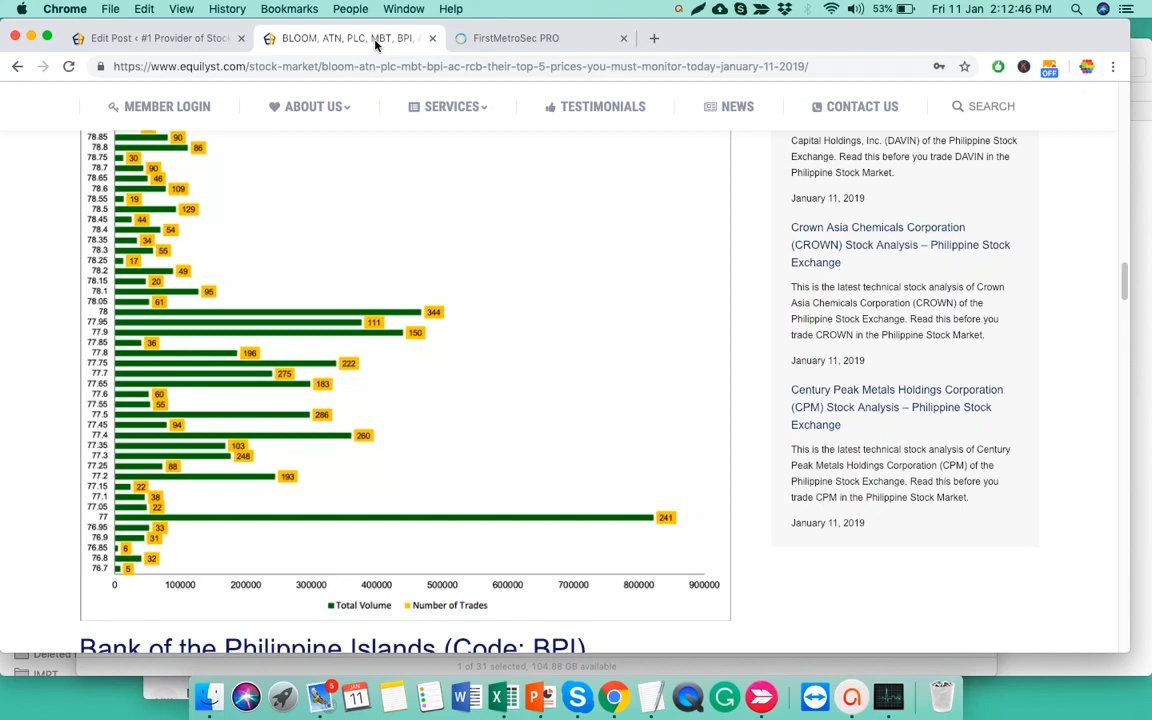 Chrome File Edit View History Bookmarks People Window Help 53% Fri 11 Jan 2:12:46 PM
Edit Post ‹ #1 Provider of Stock
BLOOM, ATN, PLC, MBT, BPI,
FirstMetroSec PRO
https://www.equilyst.com/stock-market/bloom-atn-plc-mbt-bpi-ac-rcb-their-top-5-prices-you-must-monitor-today-january-11-2019/
OFF
MEMBER LOGIN ABOUT US SERVICES TESTIMONIALS NEWS CONTACT US SEARCH
78.85 90
78.8 86
78.75 30
78.7 90
78.65 46
78.6 109
78.55 19
78.5 129
78.45 44
78.4 54
78.35 34
78.3 55
78.25 17
78.2 49
78.15 20
78.1 95
78.05 61
78 344
77.95 111
77.9 150
77.85 36
77.8 196
77.75 222
77.7 275
77.65 183
77.6 60
77.55 55
77.5 286
77.45 94
77.4 260
77.35 103
77.3 248
77.25 88
77.2 193
77.15 22
77.1 38
77.05 22
77 241
76.95 33
76.9 31
76.85 6
76.8 32
76.7 5
0 100000 200000 300000 400000 500000 600000 700000 800000 900000
Total Volume Number of Trades
Bank of the Philippine Islands (Code: BPI)
Capital Holdings, Inc. (DAVIN) of the Philippine Stock
Exchange. Read this before you trade DAVIN in the
Philippine Stock Market.
January 11, 2019
Crown Asia Chemicals Corporation
(CROWN) Stock Analysis – Philippine Stock
Exchange
This is the latest technical stock analysis of Crown
Asia Chemicals Corporation (CROWN) of the
Philippine Stock Exchange. Read this before you
trade CROWN in the Philippine Stock Market.
January 11, 2019
Century Peak Metals Holdings Corporation
(CPM) Stock Analysis – Philippine Stock
Exchange
This is the latest technical stock analysis of Century
Peak Metals Holdings Corporation (CPM) of the
Philippine Stock Exchange. Read this before you
trade CPM in the Philippine Stock Market.
January 11, 2019
Deleted
IMPT
1 of 31 selected, 104.88 GB available
5
JAN
11